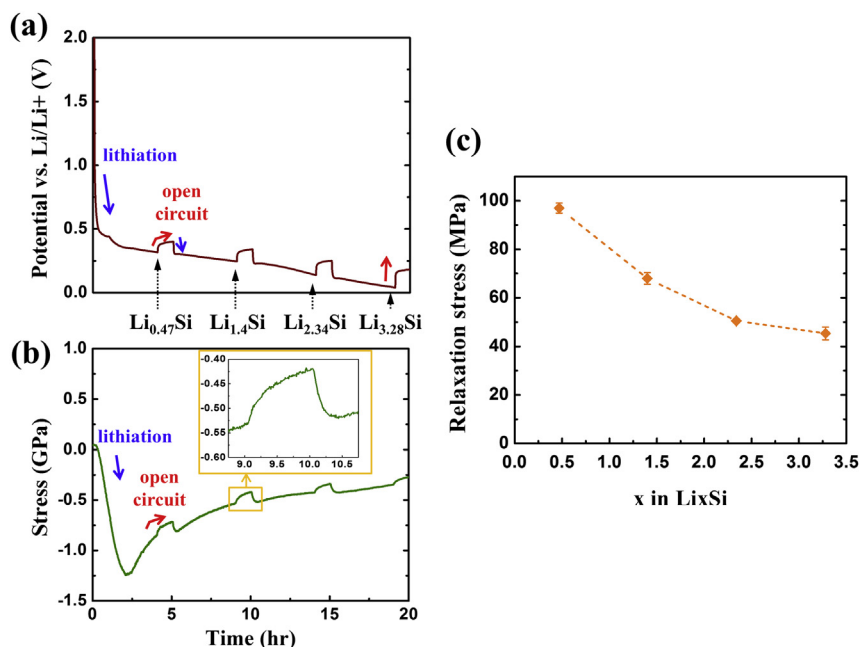 (a)
2.0
1.5
1.0
0.5
0.0
Potential vs. Li/Li+ (V)
lithiation
open
circuit
Li0.47Si
Li1.4Si
Li2.34Si
Li3.28Si
(b)
1.0
0.5
0.0
-0.5
-1.0
-1.5
Stress (GPa)
lithiation
open
circuit
-0.40
-0.45
-0.50
-0.55
-0.60
9.0 9.5 10.0 10.5
0 5 10 15 20
Time (hr)
(c)
100
80
60
40
20
0
Relaxation stress (MPa)
0.0 0.5 1.0 1.5 2.0 2.5 3.0 3.5
x in LixSi